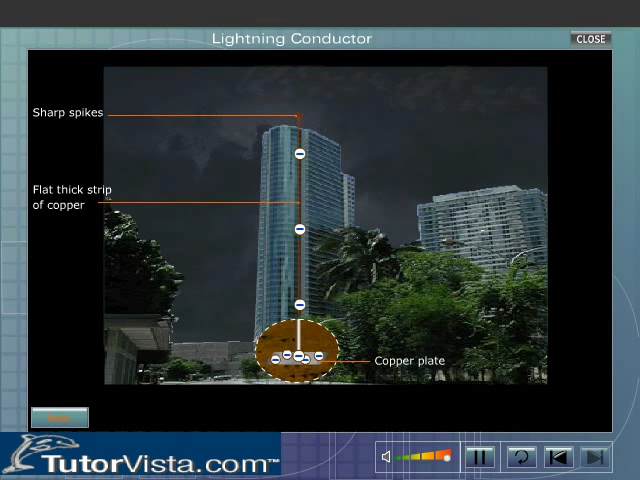 Lightning Conductor
CLOSE
Sharp spikes
Flat thick strip
of copper
Copper plate
TutorVista.com™